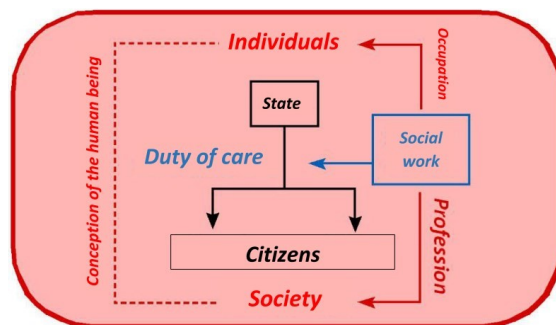 Individuals
Occupation
State
Conception of the human being
Duty of care
Social
work
Profession
Citizens
Society